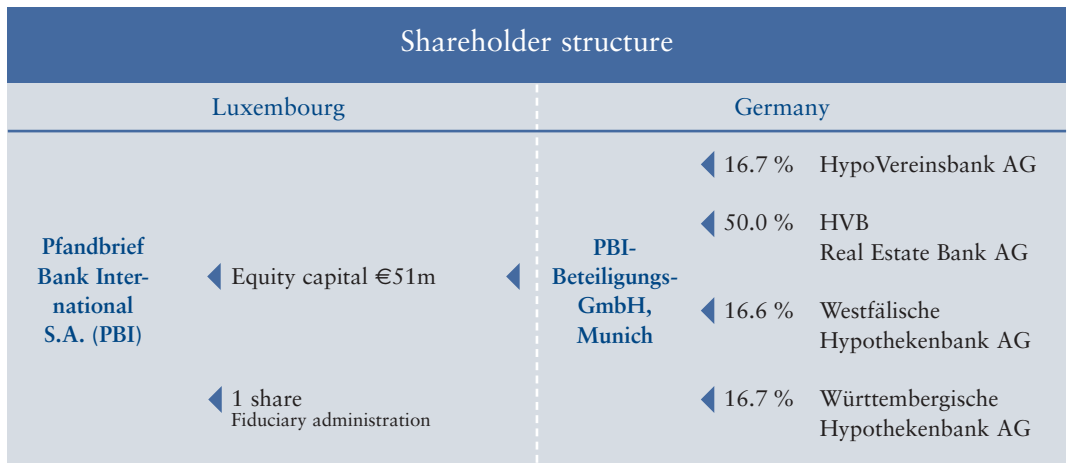 Shareholder structure
Luxembourg
Germany
Pfandbrief
Bank Inter-
national
S.A. (PBI)
Equity capital €51m
1 share
Fiduciary administration
PBI-
Beteiligungs-
GmbH,
Munich
16.7 % HypoVereinsbank AG
50.0 % HVB
Real Estate Bank AG
16.6 % Westfälische
Hypothekenbank AG
16.7 % Württembergische
Hypothekenbank AG